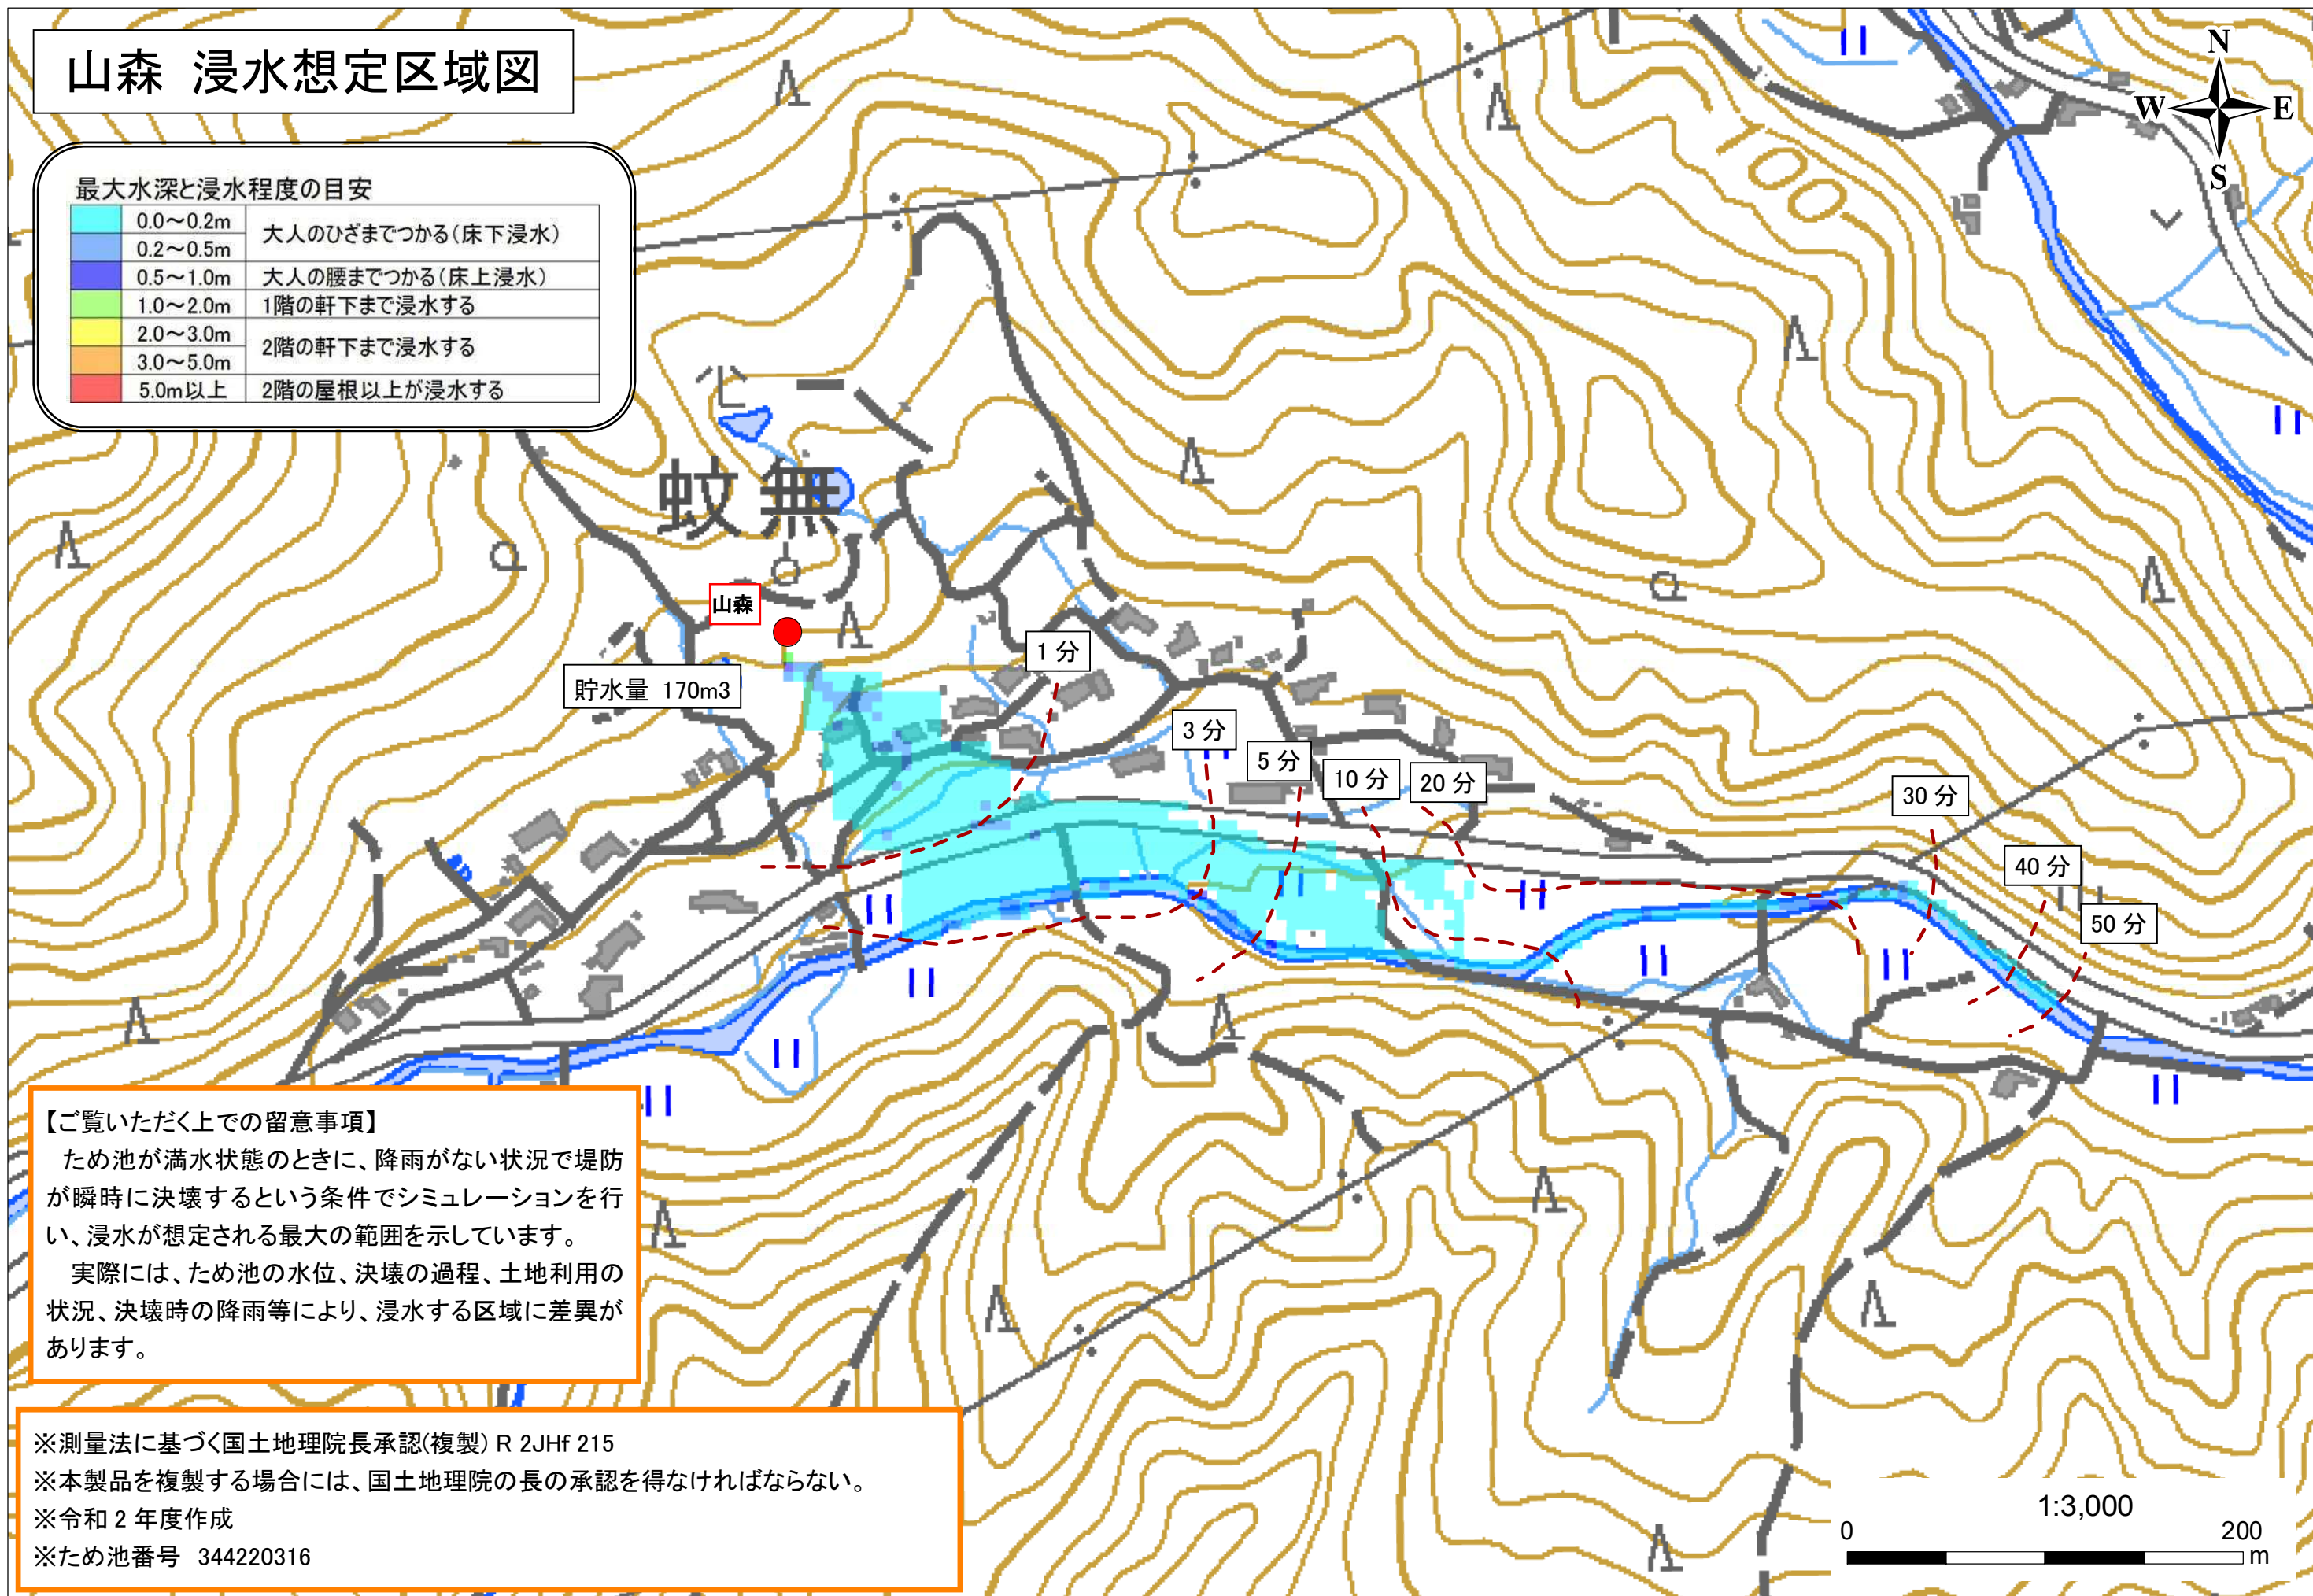 山森 浸水想定区域図
N
W
E
S
最大水深と浸水程度の目安
0.0～0.2m
大人のひざまでつかる(床下浸水)
0.2～0.5m
0.5～1.0m 大人の腰までつかる(床上浸水)
1.0～2.0m 1階の軒下まで浸水する
2.0～3.0m
2階の軒下まで浸水する
3.0～5.0m
5.0m以上 2階の屋根以上が浸水する
100
蚊無
山森
貯水量 170m3
1 分
3 分
5 分
10 分
20 分
30 分
40 分
50 分
【ご覧いただく上での留意事項】
ため池が満水状態のときに、降雨がない状況で堤防
が瞬時に決壊するという条件でシミュレーションを行
い、浸水が想定される最大の範囲を示しています。
実際には、ため池の水位、決壊の過程、土地利用の
状況、決壊時の降雨等により、浸水する区域に差異が
あります。
※測量法に基づく国土地理院長承認(複製) R 2JHf 215
※本製品を複製する場合には、国土地理院の長の承認を得なければならない。
※令和 2 年度作成
※ため池番号 344220316
1:3,000
0 200
m